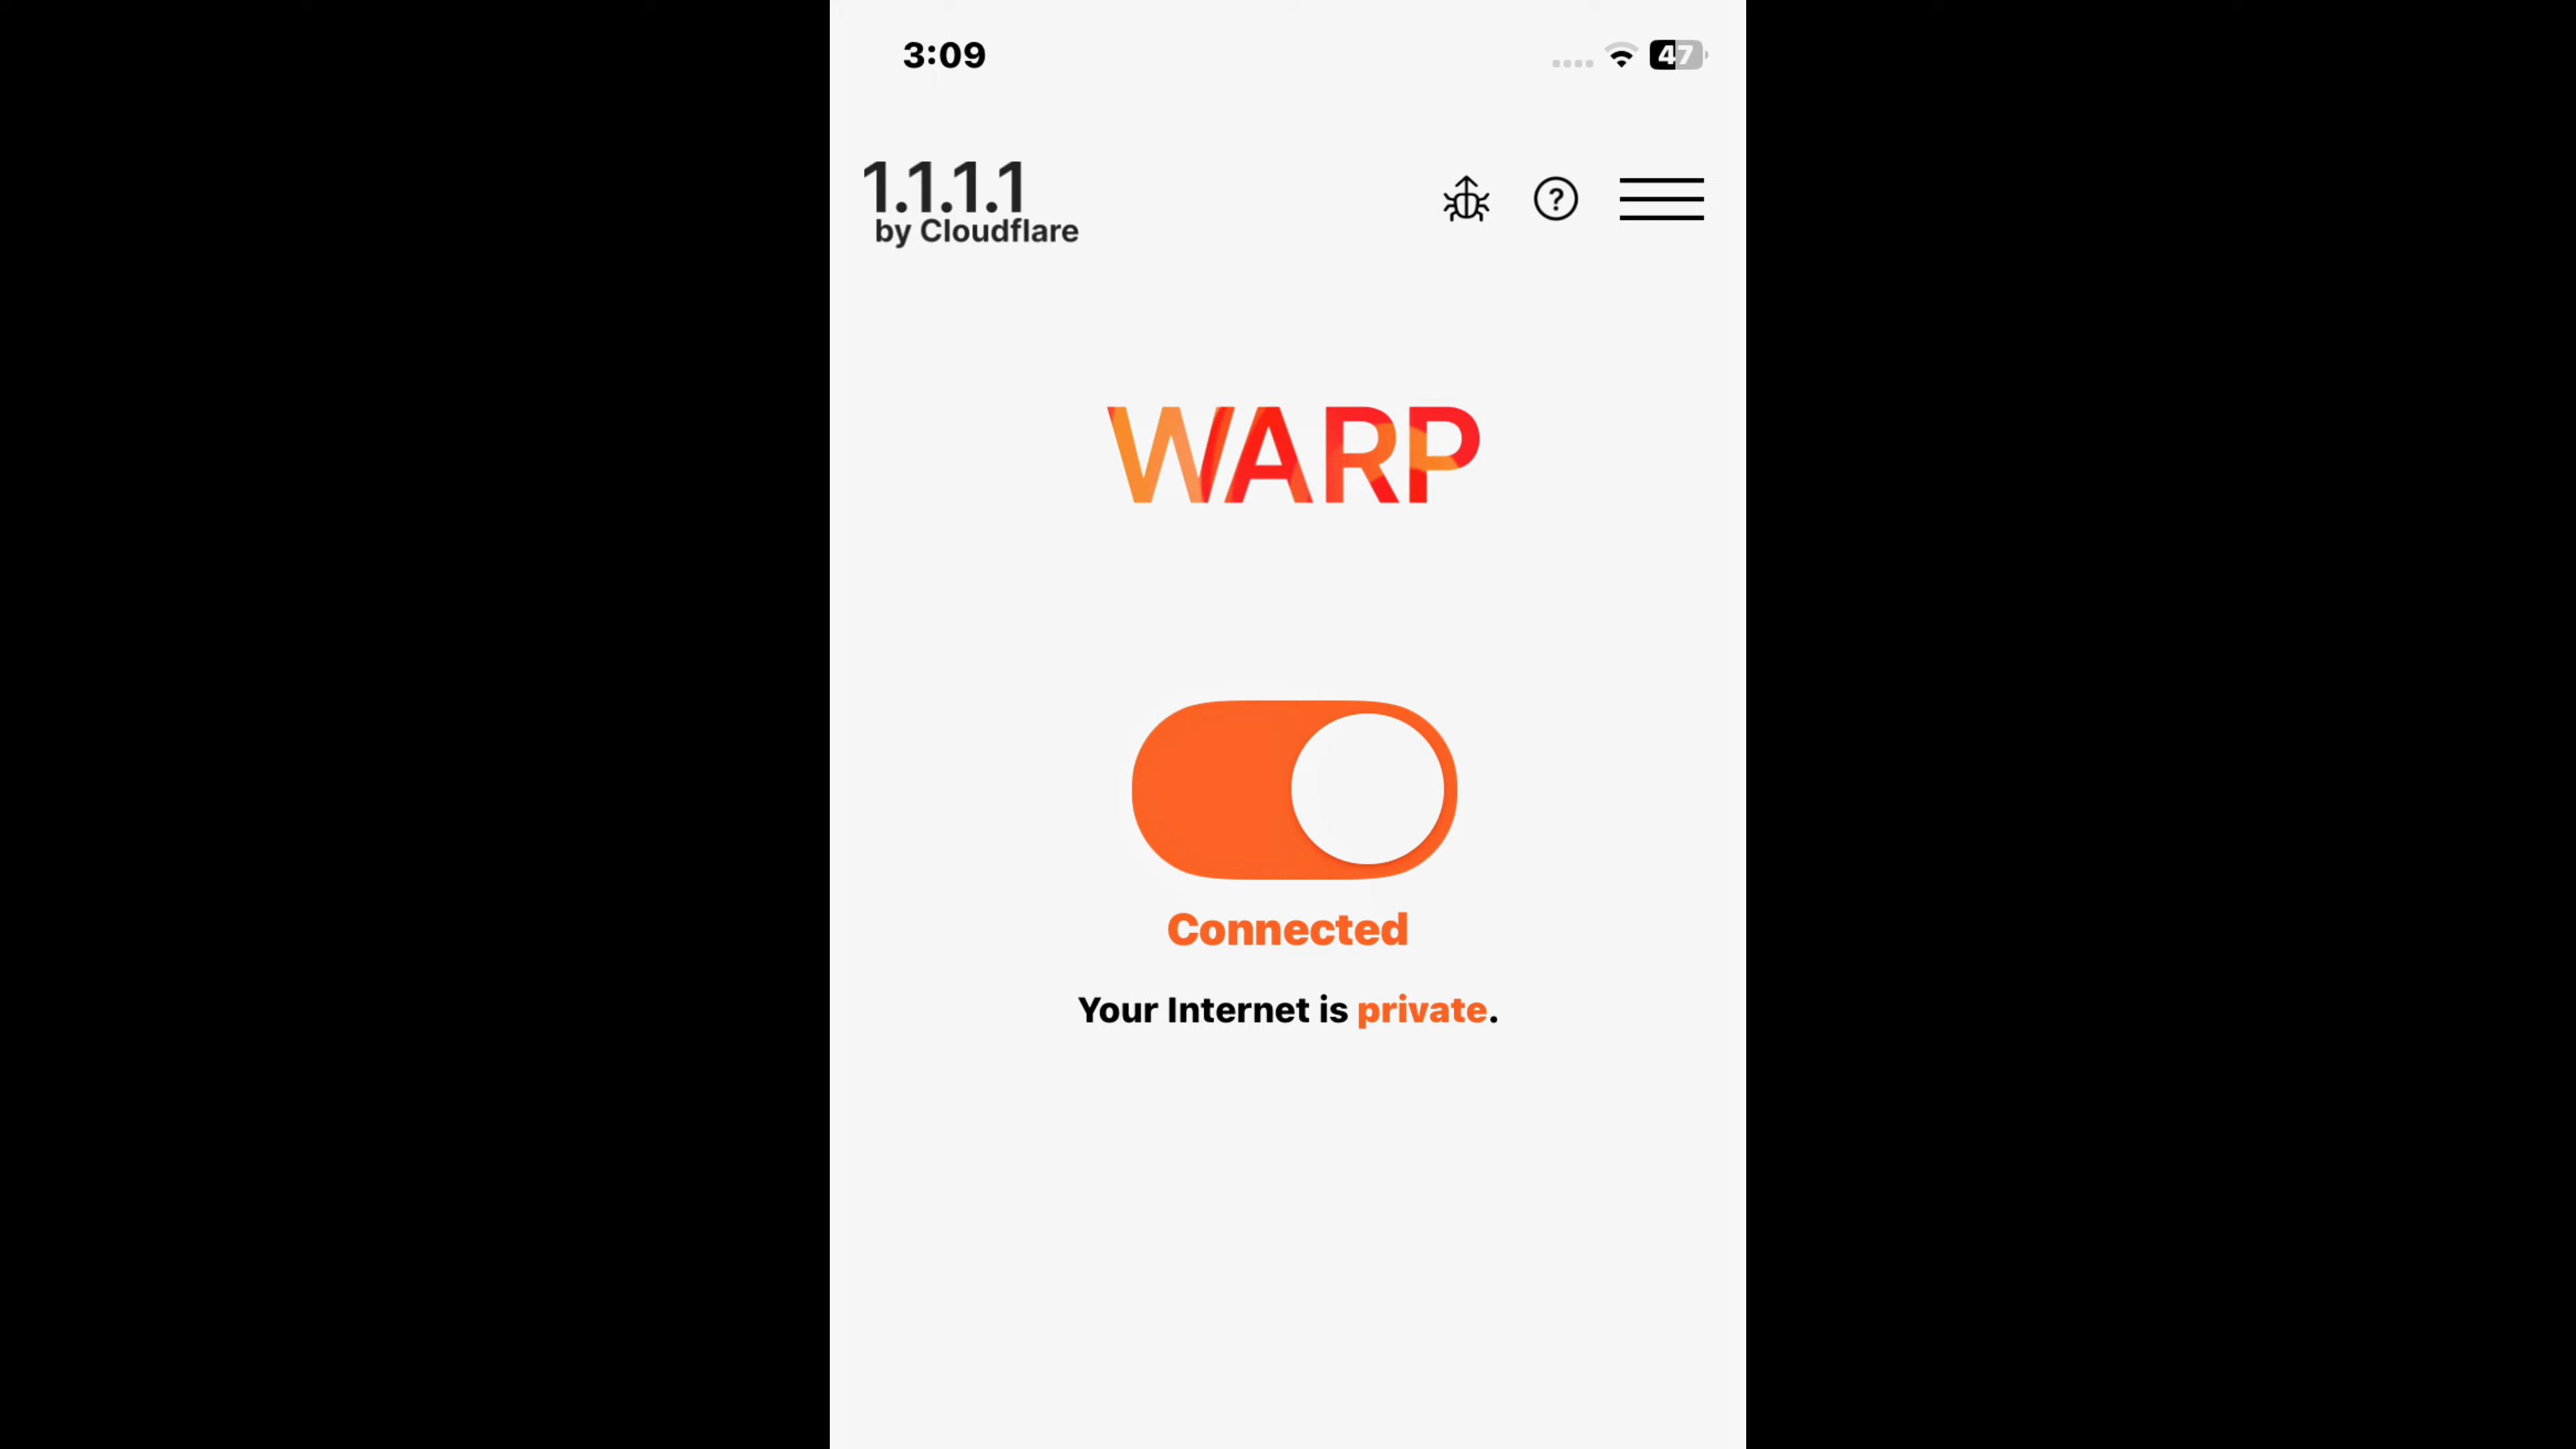 3:09
47
1.1.1.1
by Cloudflare
?
WARP
Connected
Your Internet is private.